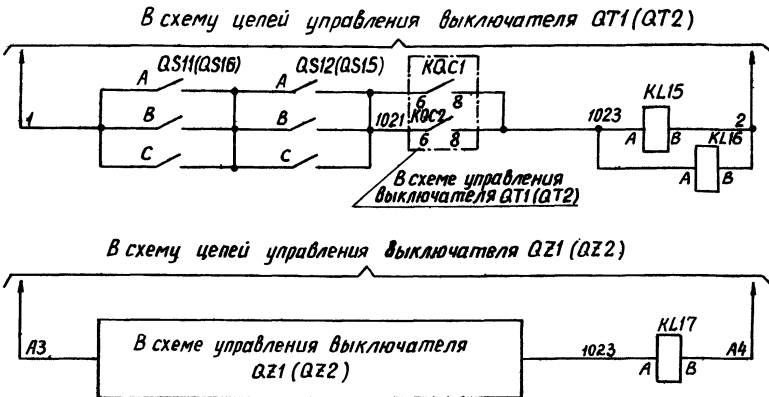 В схему цепей управления выключателя QT1(QT2)
QS11(QS16) QS12(QS15) KQC1
A A 6 8 KL15
1 B B 1021 KQC2 1023 2
6 8 A B KL16
C C A B
В схеме управления
выключателя QT1(QT2)
В схему цепей управления выключателя QZ1(QZ2)
KL17
A3 В схеме управления выключателя 1023 A4
QZ1(QZ2) A B